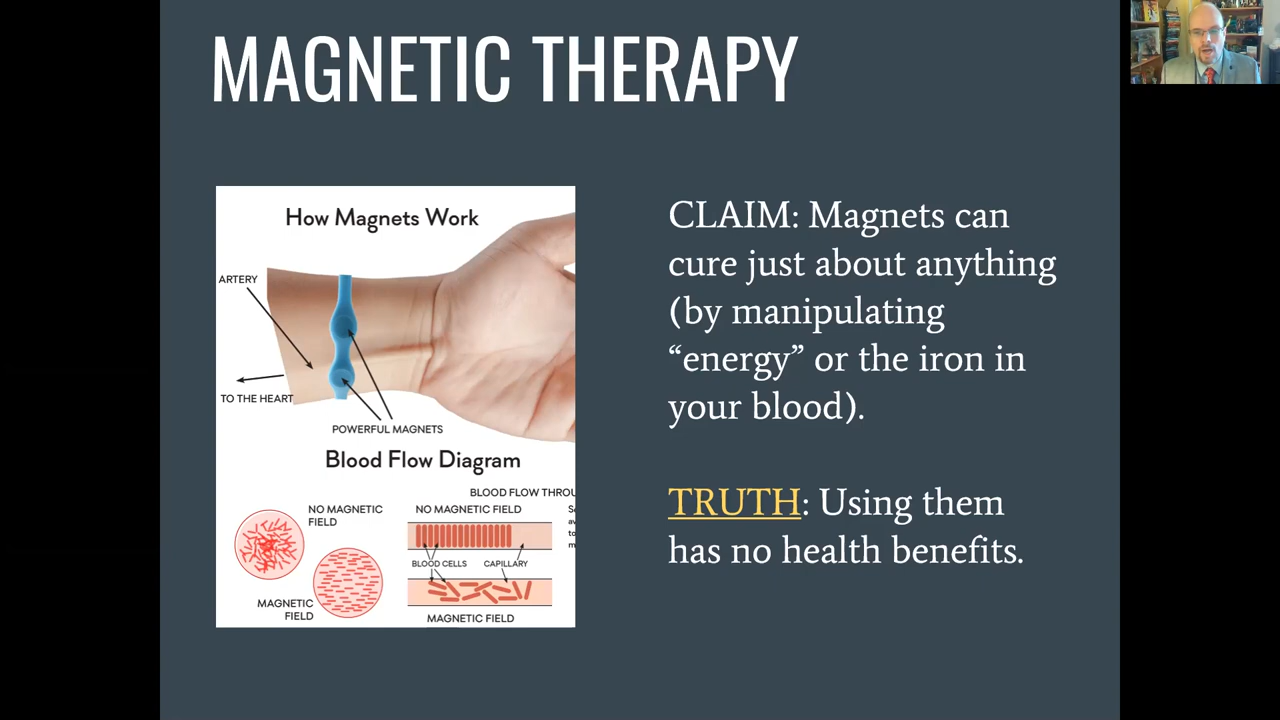 MAGNETIC THERAPY
How Magnets Work
ARTERY
TO THE HEART
POWERFUL MAGNETS
Blood Flow Diagram
BLOOD FLOW THROU
NO MAGNETIC
FIELD
MAGNETIC
FIELD
NO MAGNETIC FIELD
BLOOD CELLS
CAPILLARY
MAGNETIC FIELD
CLAIM: Magnets can
cure just about anything
(by manipulating
“energy” or the iron in
your blood).
TRUTH: Using them
has no health benefits.